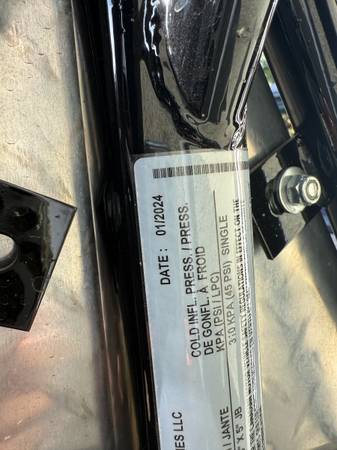 DATE : 01/2024
COLD INFL. PRESS. / PRESS.
DE GONFL. À FROID
KPA (PSI / LPC)
310 KPA (45 PSI) SINGLE
IES LLC
/ JANTE
X 5" JB